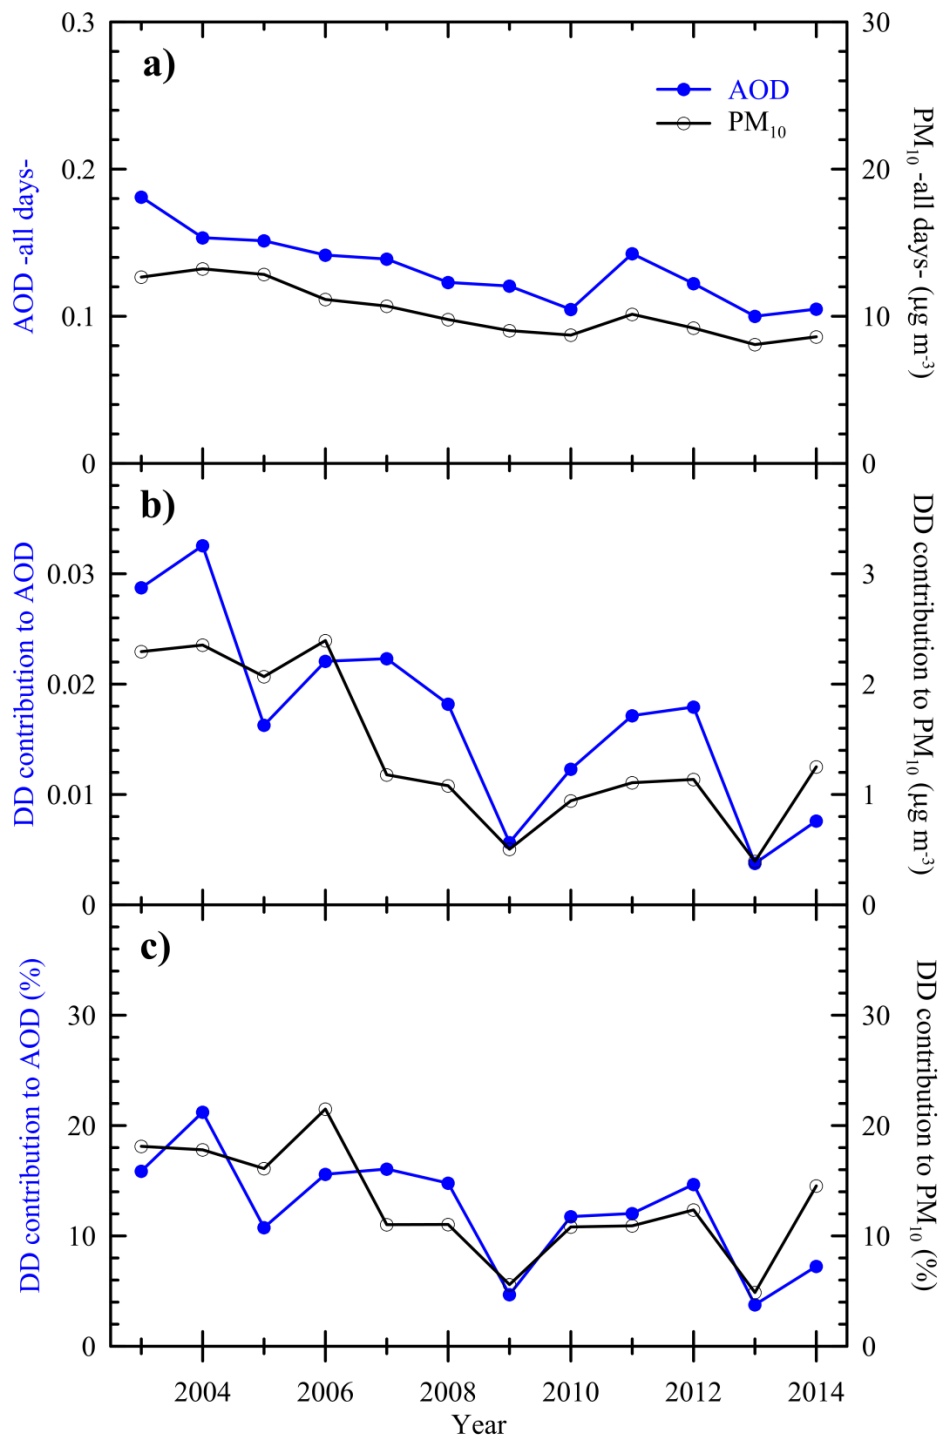 a)
AOD
PM₁₀
AOD -all days-
0.3
0.2
0.1
0
30
20
10
0
PM₁₀ -all days- (µg m⁻³)
b)
DD contribution to AOD
0.03
0.02
0.01
0
3
2
1
0
DD contribution to PM₁₀ (µg m⁻³)
c)
DD contribution to AOD (%)
30
20
10
0
30
20
10
0
DD contribution to PM₁₀ (%)
2004 2006 2008 2010 2012 2014
Year